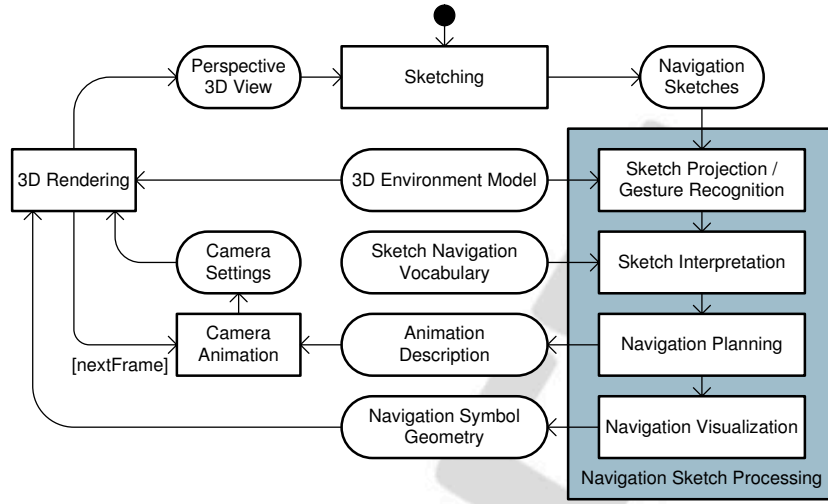 Perspective
3D View
Sketching
Navigation
Sketches
3D Rendering
3D Environment Model
Sketch Projection /
Gesture Recognition
Camera
Settings
Sketch Navigation
Vocabulary
Sketch Interpretation
[nextFrame]
Camera
Animation
Animation
Description
Navigation Planning
Navigation Symbol
Geometry
Navigation Visualization
Navigation Sketch Processing